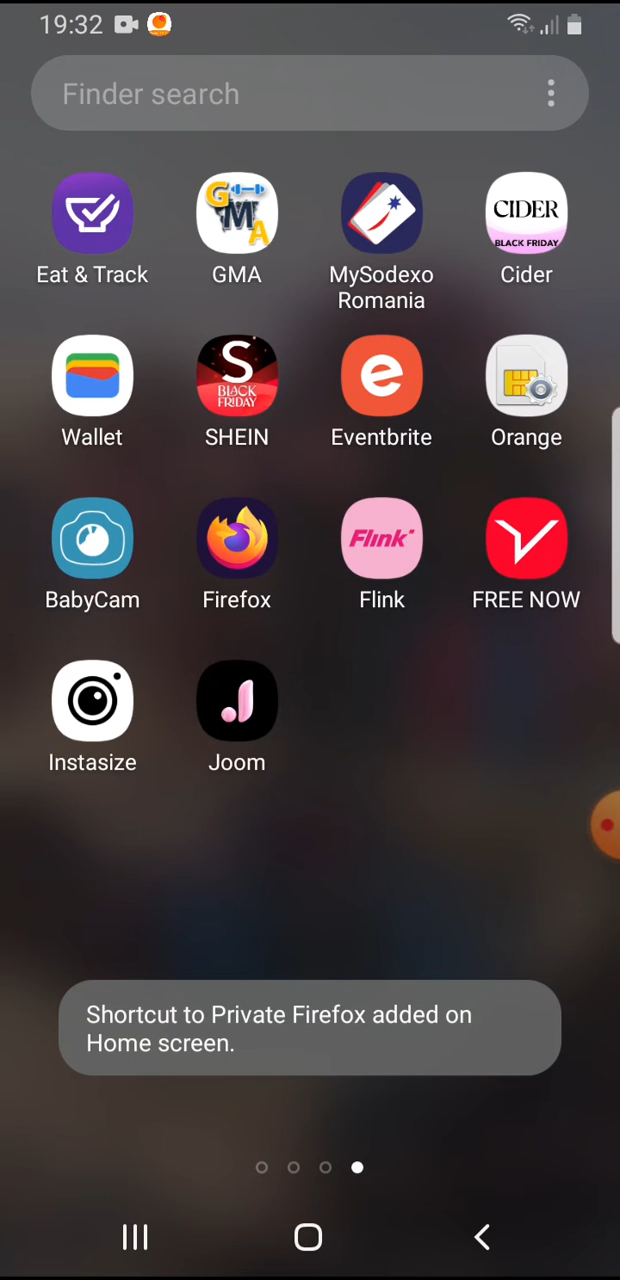 19:32
Finder search
CIDER
BLACK FRIDAY
GMA
Eat & Track
GMA
MySodexo
Romania
Cider
S
BLACK
FRIDAY
e
Wallet
SHEIN
Eventbrite
Orange
Flink
BabyCam
Firefox
Flink
FREE NOW
Instasize
Joom
Shortcut to Private Firefox added on
Home screen.